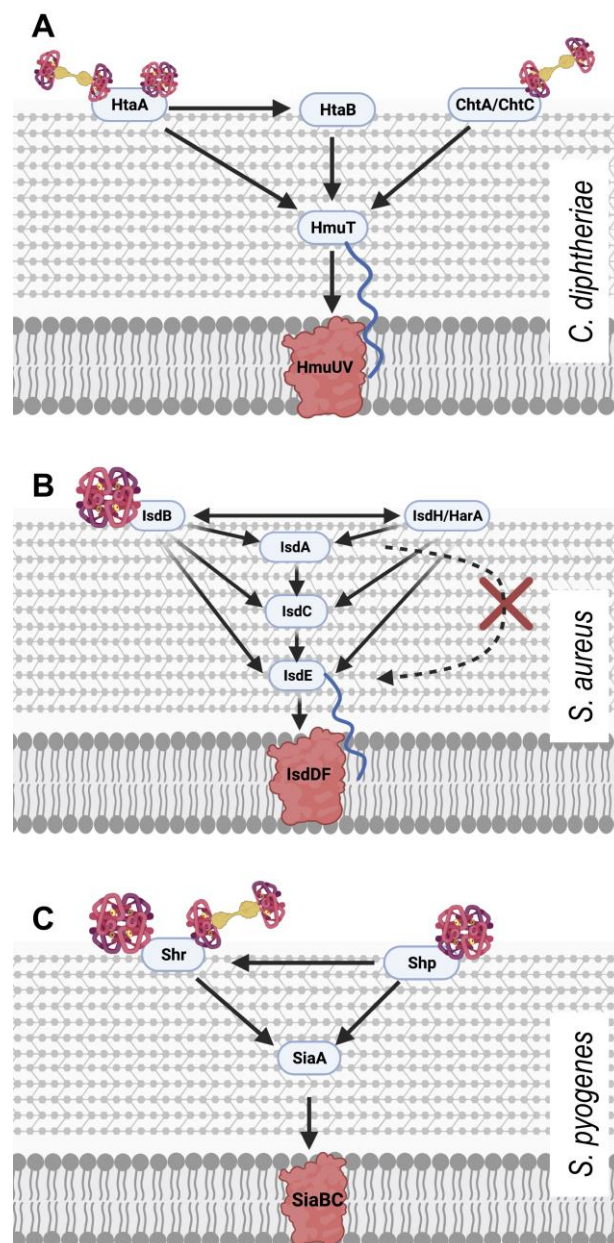 A
HtaA
HtaB
ChtA/ChtC
HmuT
HmuUV
C. diphtheriae
B
IsdB
IsdH/HarA
IsdA
IsdC
IsdE
IsdDF
S. aureus
C
Shr
Shp
SiaA
SiaBC
S. pyogenes